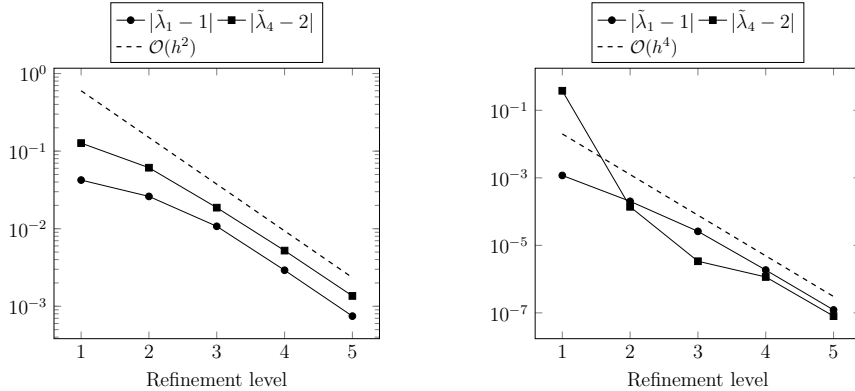 |λ̃₁ − 1| |λ̃₄ − 2|
O(h²)
10⁰
10⁻¹
10⁻²
10⁻³
1 2 3 4 5
Refinement level
|λ̃₁ − 1| |λ̃₄ − 2|
O(h⁴)
10⁻¹
10⁻³
10⁻⁵
10⁻⁷
1 2 3 4 5
Refinement level